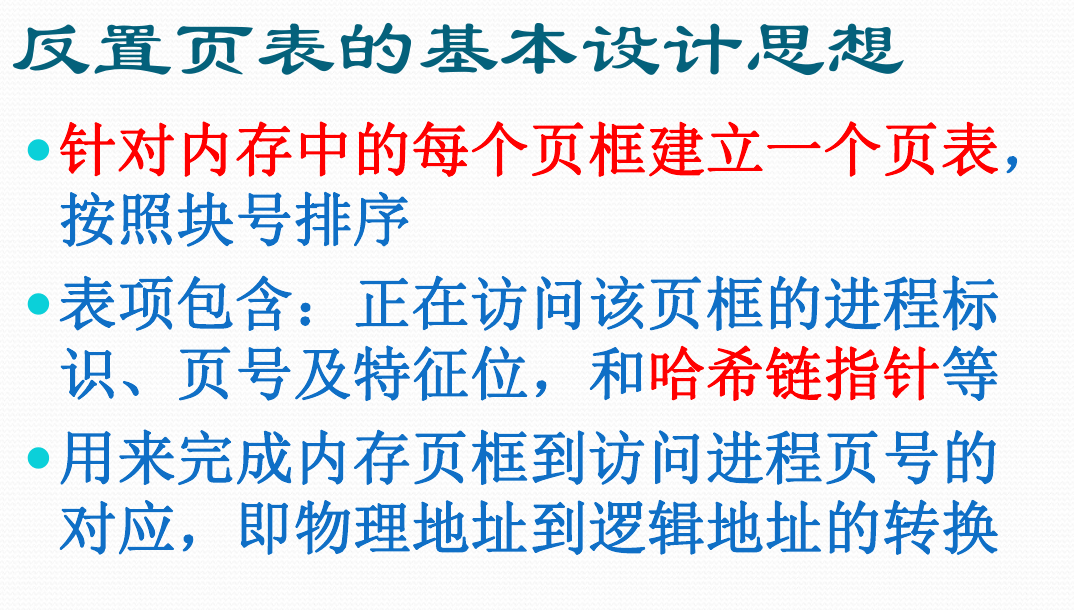 反置页表的基本设计思想
•针对内存中的每个页框建立一个页表，
按照块号排序
•表项包含：正在访问该页框的进程标
识、页号及特征位，和哈希链指针等
•用来完成内存页框到访问进程页号的
对应，即物理地址到逻辑地址的转换